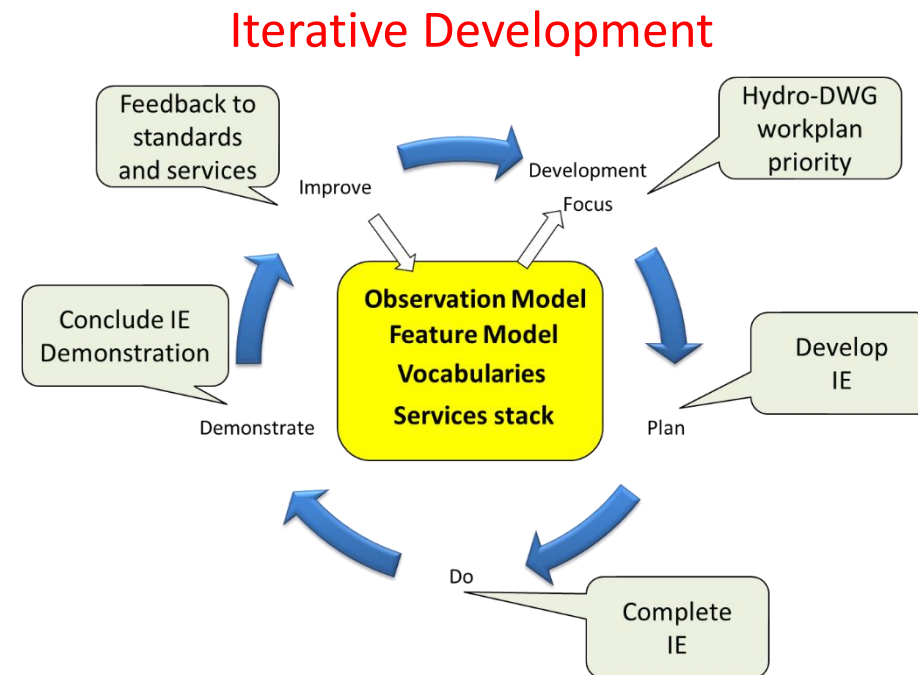 Iterative Development
Feedback to
standards
and services
Hydro-DWG
workplan
priority
Improve
Development
Focus
Observation Model
Feature Model
Vocabularies
Services stack
Conclude IE
Demonstration
Develop
IE
Demonstrate
Plan
Do
Complete
IE